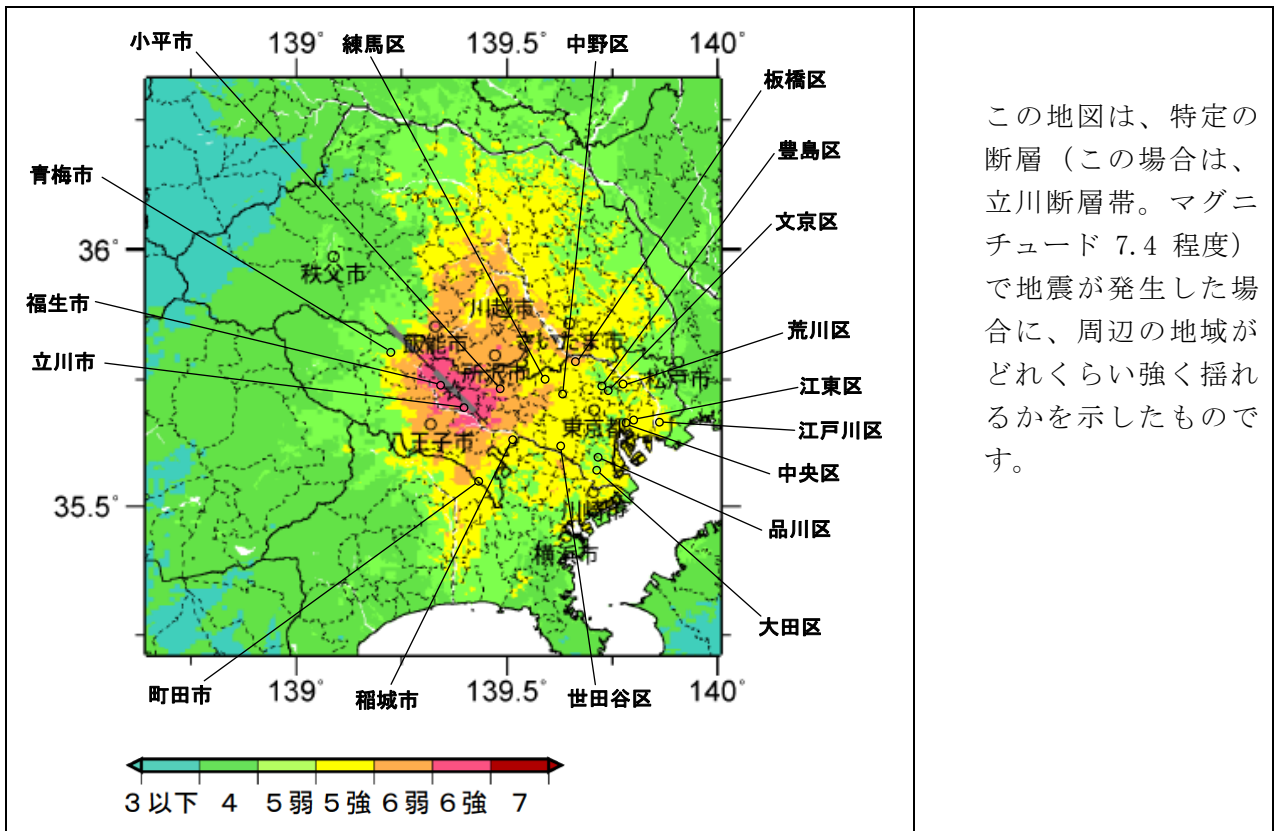 小平市
139°
練馬区
139.5°
中野区
140°
板橋区
豊島区
青梅市
文京区
36°
秩父市
福生市
川越市
荒川区
飯能市
さいたま市
立川市
所沢市
松戸市
江東区
東京都
江戸川区
八王子市
中央区
35.5°
川崎市
品川区
横浜市
大田区
町田市
139°
稲城市
139.5°
世田谷区
140°
3以下 4 5弱 5強 6弱 6強 7
この地図は、特定の
断層（この場合は、
立川断層帯。マグニ
チュード 7.4 程度）
で地震が発生した場
合に、周辺の地域が
どれくらい強く揺れ
るかを示したもので
す。